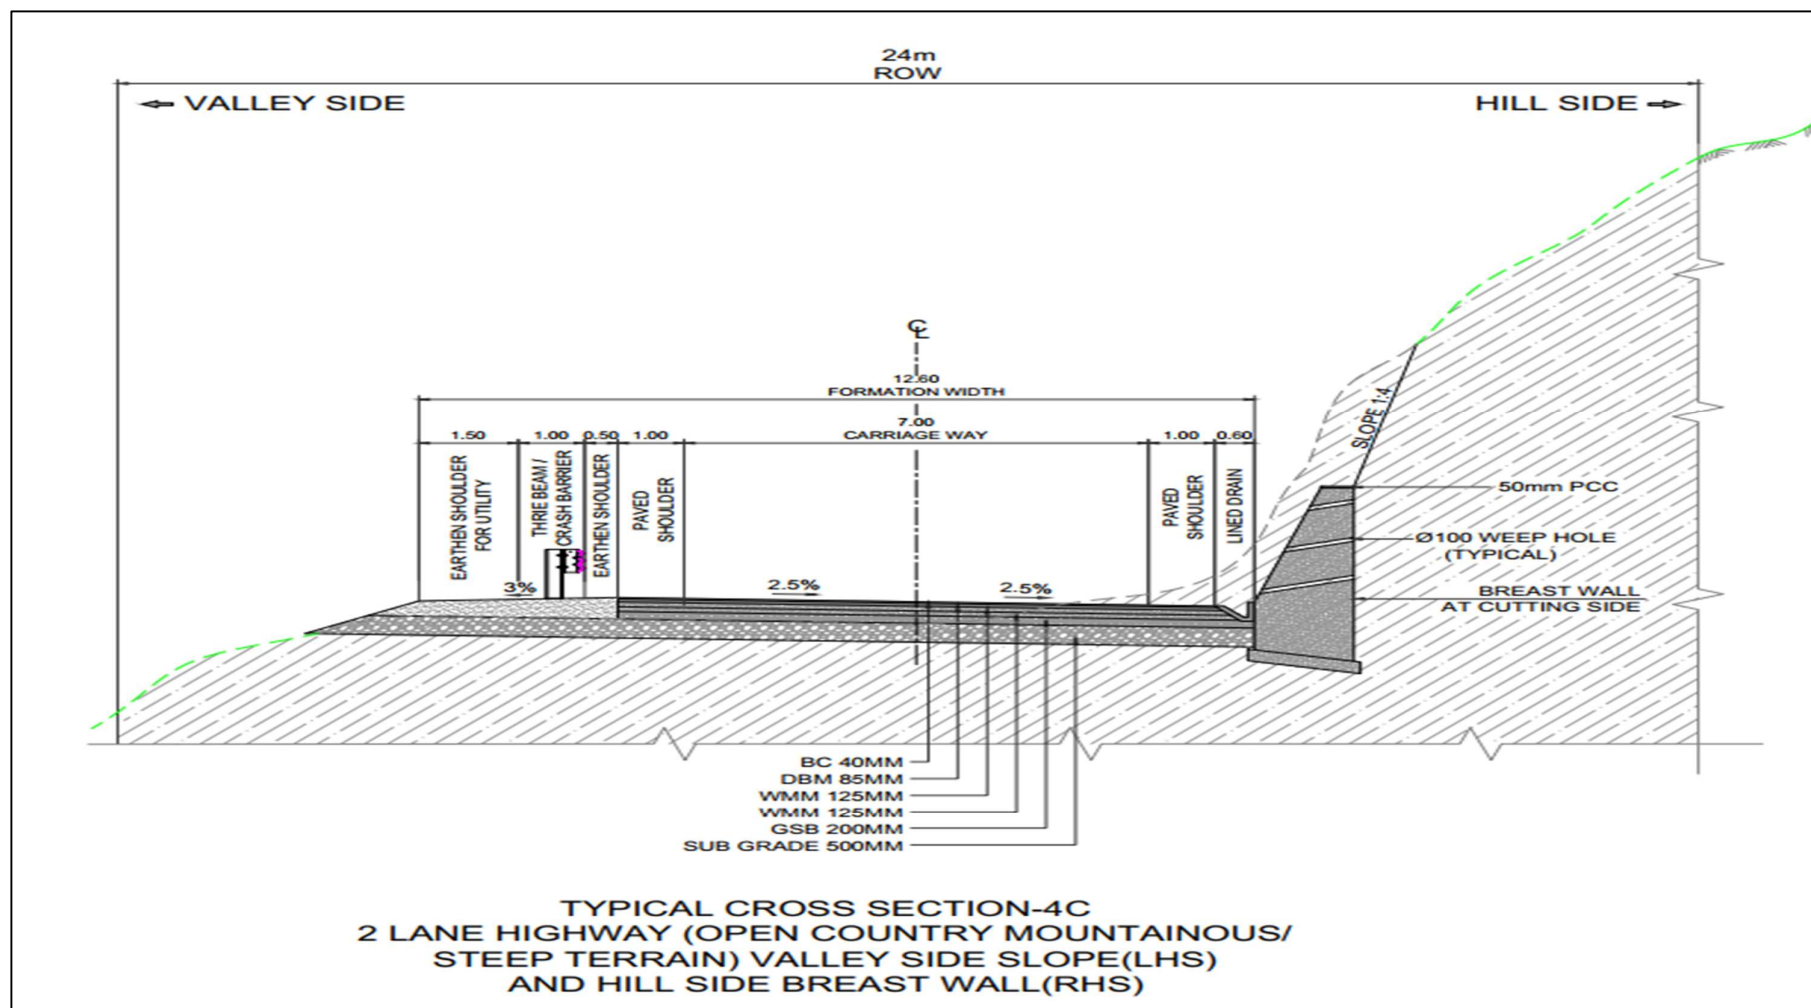 24m
ROW
VALLEY SIDE
HILL SIDE
℄
12.60
FORMATION WIDTH
7.00
CARRIAGE WAY
1.50
1.00
0.50
1.00
1.00
0.60
EARTHEN SHOULDER
FOR UTILITY
THRIE BEAM /
CRASH BARRIER
EARTHEN SHOULDER
PAVED
SHOULDER
PAVED
SHOULDER
LINED DRAIN
SLOPE 1:4
50mm PCC
Ø100 WEEP HOLE
(TYPICAL)
BREAST WALL
AT CUTTING SIDE
3%
2.5%
2.5%
BC 40MM
DBM 85MM
WMM 125MM
WMM 125MM
GSB 200MM
SUB GRADE 500MM
TYPICAL CROSS SECTION-4C
2 LANE HIGHWAY (OPEN COUNTRY MOUNTAINOUS/
STEEP TERRAIN) VALLEY SIDE SLOPE(LHS)
AND HILL SIDE BREAST WALL(RHS)